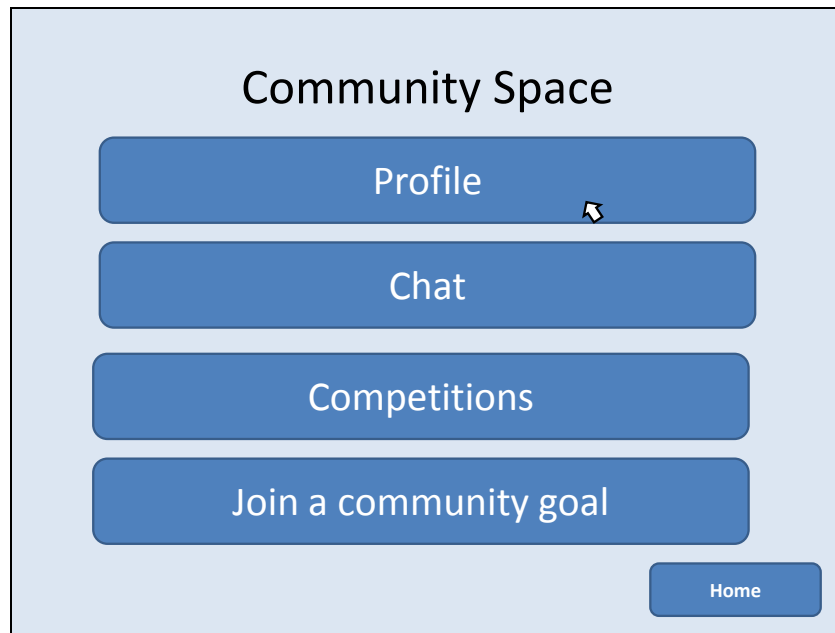 Community Space
Profile
Chat
Competitions
Join a community goal
Home